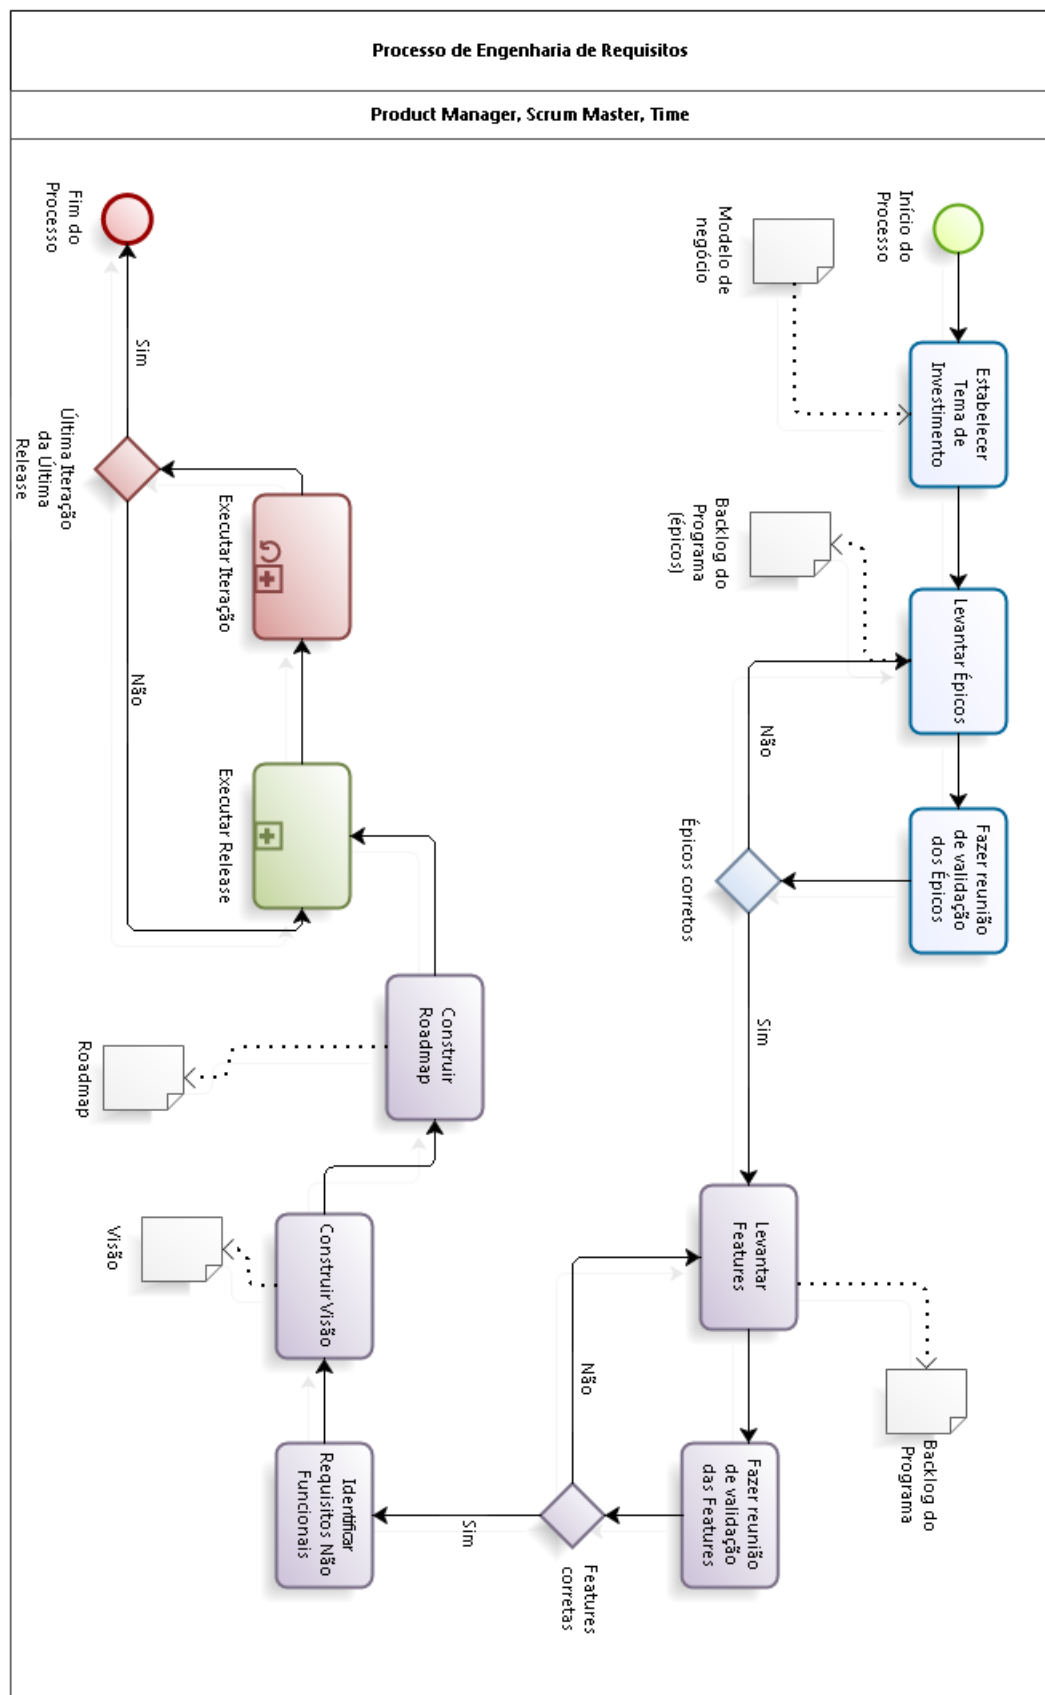 Processo de Engenharia de Requisitos
Product Manager, Scrum Master, Time
Início do
Processo
Modelo de
negócio
Estabelecer
Tema de
Investimento
Backlog do
Programa
(épicos)
Levantar Épicos
Fazer reunião
de validação
dos Épicos
Não
Épicos corretos
Sim
Levantar
Features
Backlog do
Programa
Fazer reunião
de validação
das Features
Não
Features
corretas
Sim
Identificar
Requisitos Não
Funcionais
Construir Visão
Visão
Construir
Roadmap
Roadmap
Executar Release
Executar Iteração
Última Iteração
da Última
Release
Não
Sim
Fim do
Processo